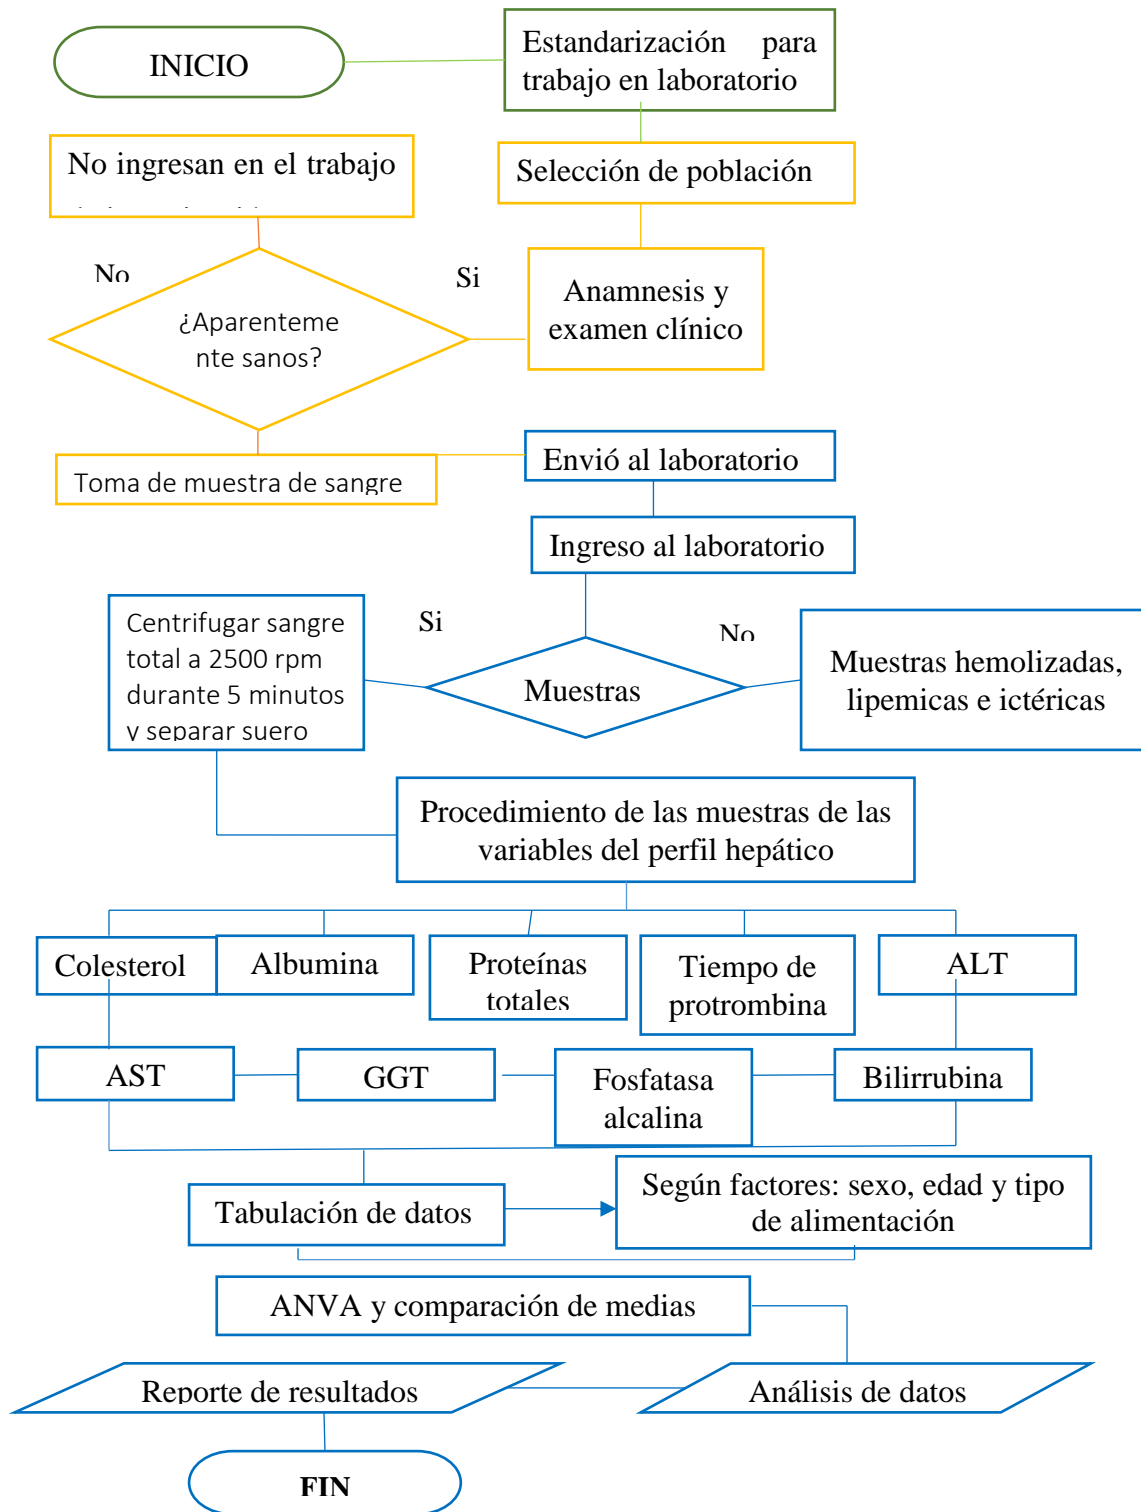 INICIO
Estandarización para
trabajo en laboratorio
No ingresan en el trabajo
Selección de población
No
Si
¿Aparenteme
nte sanos?
Anamnesis y
examen clínico
Toma de muestra de sangre
Envió al laboratorio
Ingreso al laboratorio
Centrifugar sangre
total a 2500 rpm
durante 5 minutos
y separar suero
Si
No
Muestras
Muestras hemolizadas,
lipemicas e ictéricas
Procedimiento de las muestras de las
variables del perfil hepático
Colesterol
Albumina
Proteínas
totales
Tiempo de
protrombina
ALT
AST
GGT
Fosfatasa
alcalina
Bilirrubina
Tabulación de datos
Según factores: sexo, edad y tipo
de alimentación
ANVA y comparación de medias
Reporte de resultados
Análisis de datos
FIN